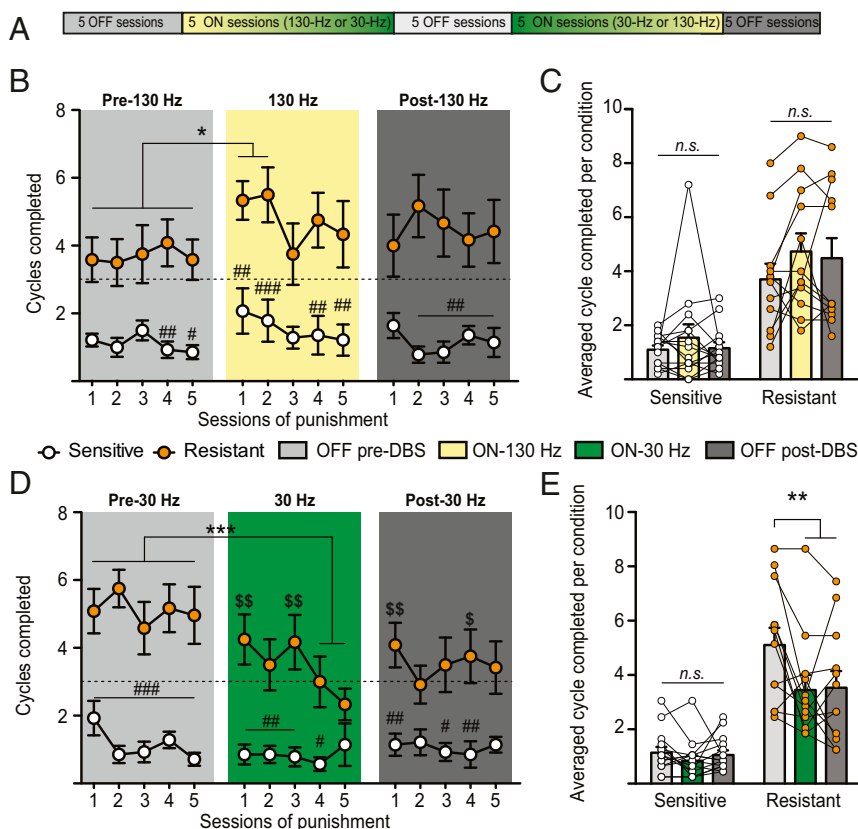 A
5 OFF sessions 5 ON sessions (130-Hz or 30-Hz) 5 OFF sessions 5 ON sessions (30-Hz or 130-Hz) 5 OFF sessions
B
Pre-130 Hz 130 Hz Post-130 Hz
8
6
4
2
Cycles completed
*
##
###
##
##
##
#
##
1 2 3 4 5 1 2 3 4 5 1 2 3 4 5
Sessions of punishment
C
10
8
6
4
2
Averaged cycle completed per condition
n.s.
n.s.
Sensitive Resistant
Sensitive Resistant OFF pre-DBS ON-130 Hz ON-30 Hz OFF post-DBS
D
Pre-30 Hz 30 Hz Post-30 Hz
8
6
4
2
Cycles completed
***
$$ $$ $$ $
###
##
#
## # ##
1 2 3 4 5 1 2 3 4 5 1 2 3 4 5
Sessions of punishment
E
10
8
6
4
2
Averaged cycle completed per condition
**
n.s.
Sensitive Resistant